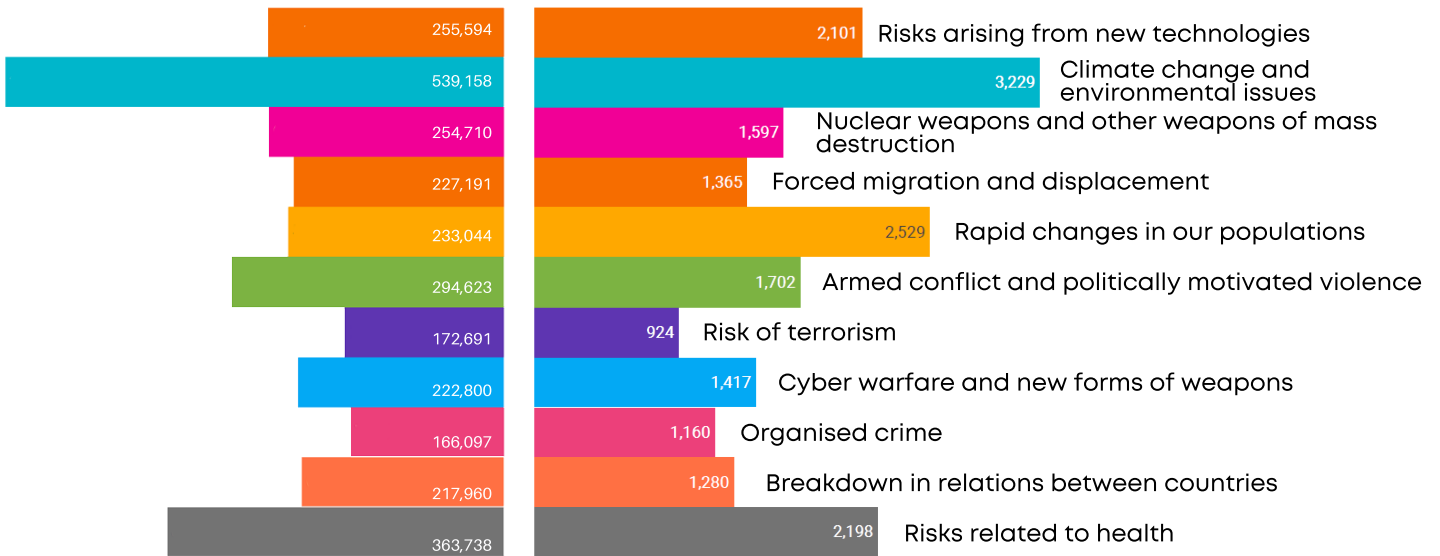 255,594 2,101 Risks arising from new technologies
539,158 3,229 Climate change and
environmental issues
254,710 1,597 Nuclear weapons and other weapons of mass
destruction
227,191 1,365 Forced migration and displacement
233,044 2,529 Rapid changes in our populations
294,623 1,702 Armed conflict and politically motivated violence
172,691 924 Risk of terrorism
222,800 1,417 Cyber warfare and new forms of weapons
166,097 1,160 Organised crime
217,960 1,280 Breakdown in relations between countries
363,738 2,198 Risks related to health